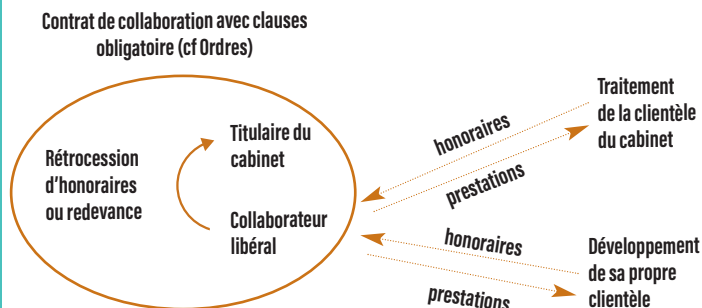 Contrat de collaboration avec clauses
obligatoire (cf Ordres)
Rétrocession
d'honoraires
ou redevance
Titulaire du
cabinet
Collaborateur
libéral
honoraires
prestations
Traitement
de la clientèle
du cabinet
honoraires
prestations
Développement
de sa propre
clientèle